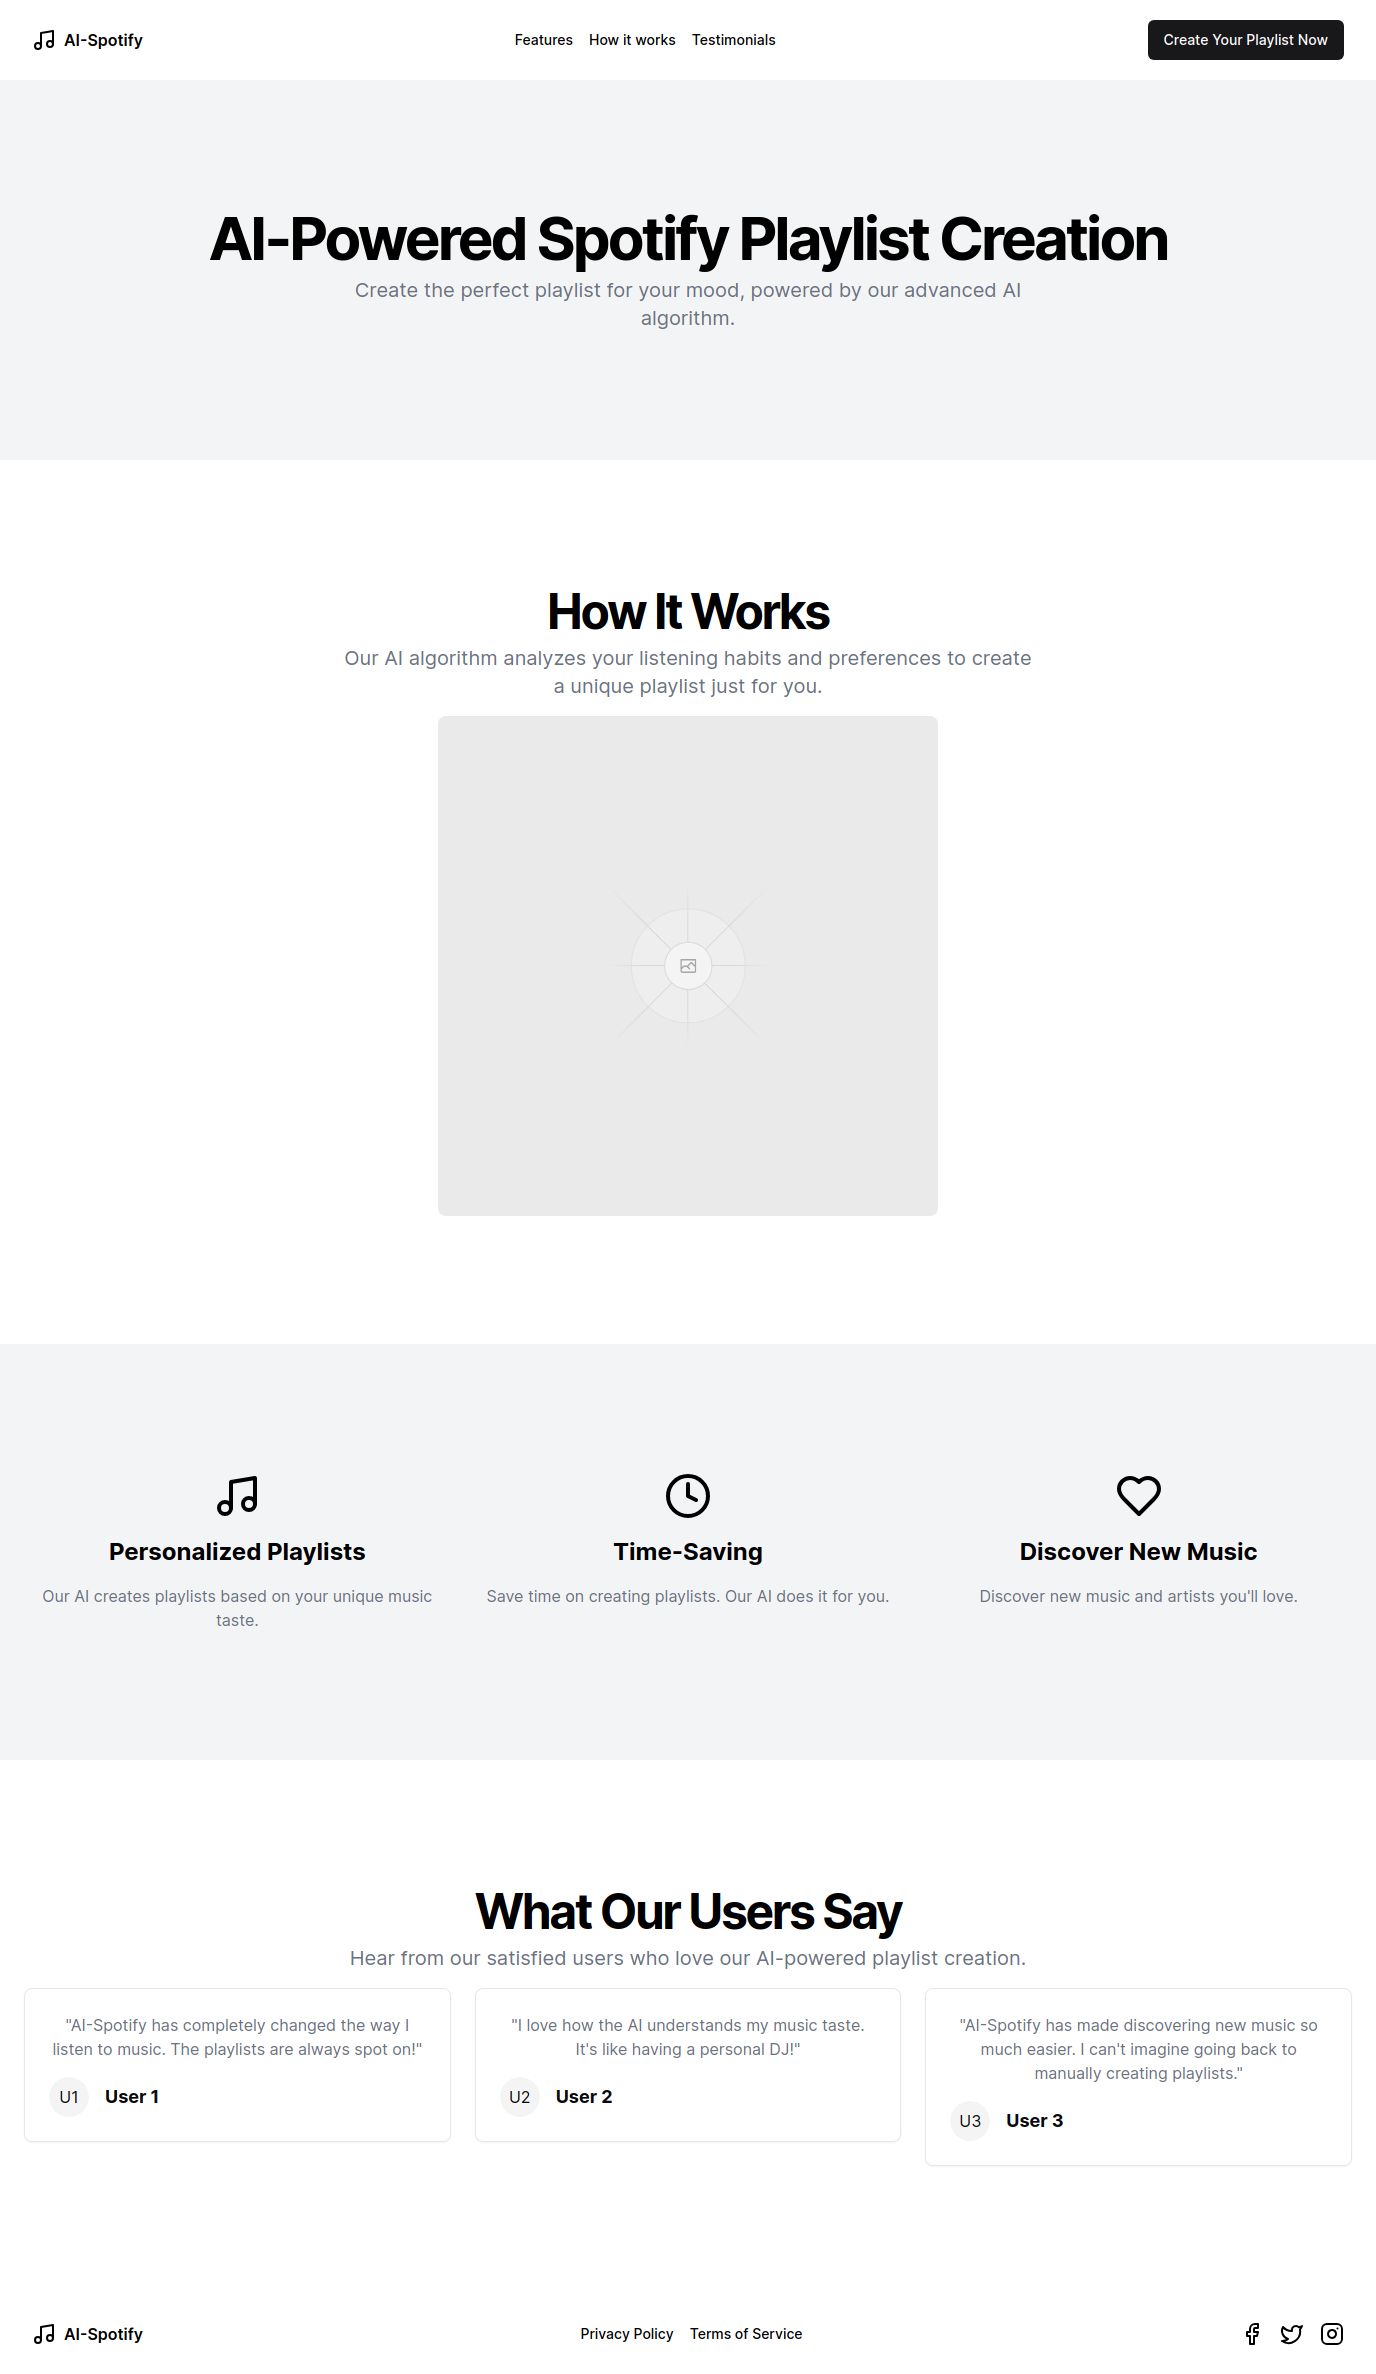 AI-Spotify
Features How it works Testimonials
Create Your Playlist Now
AI-Powered Spotify Playlist Creation
Create the perfect playlist for your mood, powered by our advanced AI
algorithm.
How It Works
Our AI algorithm analyzes your listening habits and preferences to create
a unique playlist just for you.
Personalized Playlists
Our AI creates playlists based on your unique music
taste.
Time-Saving
Save time on creating playlists. Our AI does it for you.
Discover New Music
Discover new music and artists you'll love.
What Our Users Say
Hear from our satisfied users who love our AI-powered playlist creation.
"AI-Spotify has completely changed the way I
listen to music. The playlists are always spot on!"
U1 User 1
"I love how the AI understands my music taste.
It's like having a personal DJ!"
U2 User 2
"AI-Spotify has made discovering new music so
much easier. I can't imagine going back to
manually creating playlists."
U3 User 3
AI-Spotify
Privacy Policy Terms of Service